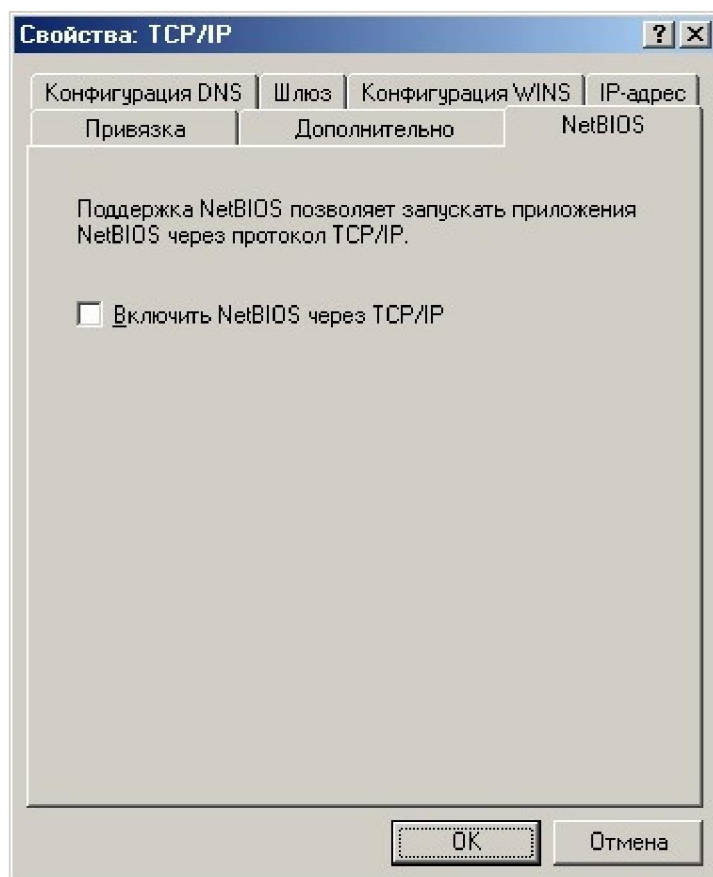 Свойства: TCP/IP
Конфигурация DNS Шлюз Конфигурация WINS IP-адрес
Привязка Дополнительно NetBIOS
Поддержка NetBIOS позволяет запускать приложения
NetBIOS через протокол TCP/IP.
Включить NetBIOS через TCP/IP
OK Отмена